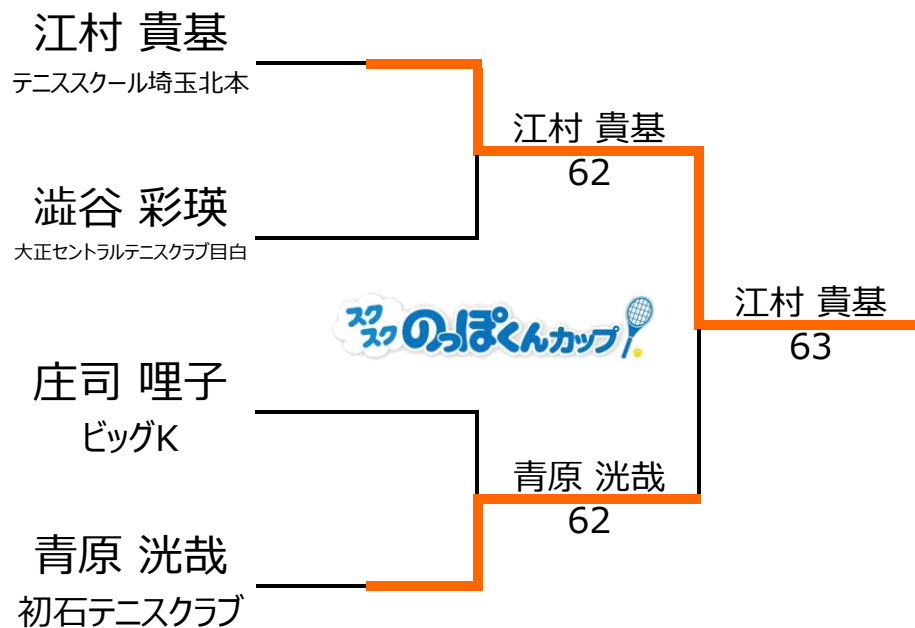 江村 貴基
テニススクール埼玉北本
江村 貴基
62
澁谷 彩瑛
大正セントラルテニスクラブ目白
スクスク のっぽくんカップ
江村 貴基
63
庄司 哩子
ビッグK
青原 洸哉
62
青原 洸哉
初石テニスクラブ